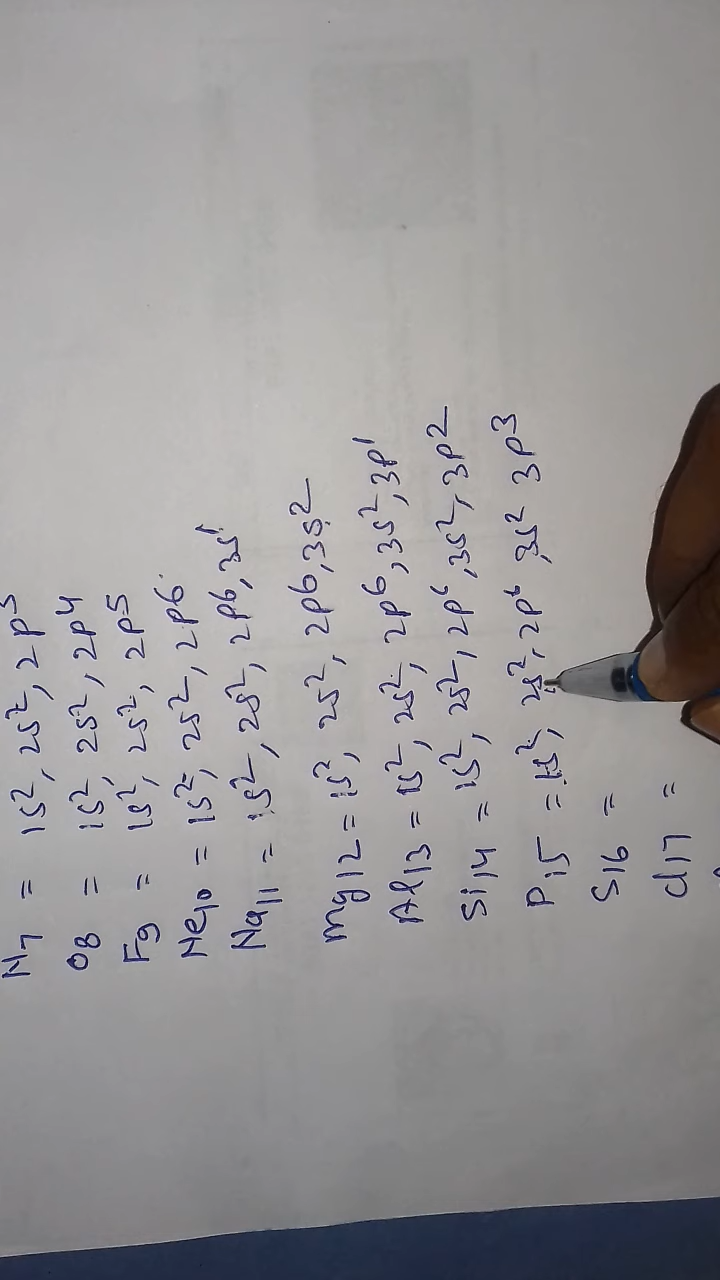 N7 = 1s², 2s², 2p3
O8 = 1s², 2s², 2p4
F9 = 1s², 2s², 2p5
Ne10 = 1s², 2s², 2p6
Na11 = 1s², 2s², 2p6, 3s¹
mg12 = 1s², 2s², 2p6, 3s2
Al13 = 1s², 2s², 2p6, 3s², 3p¹
Si14 = 1s², 2s², 2p⁶, 3s², 3p2
P15 = 1s², 2s², 2p⁶, 3s² 3p3
S16 =
cl17 =